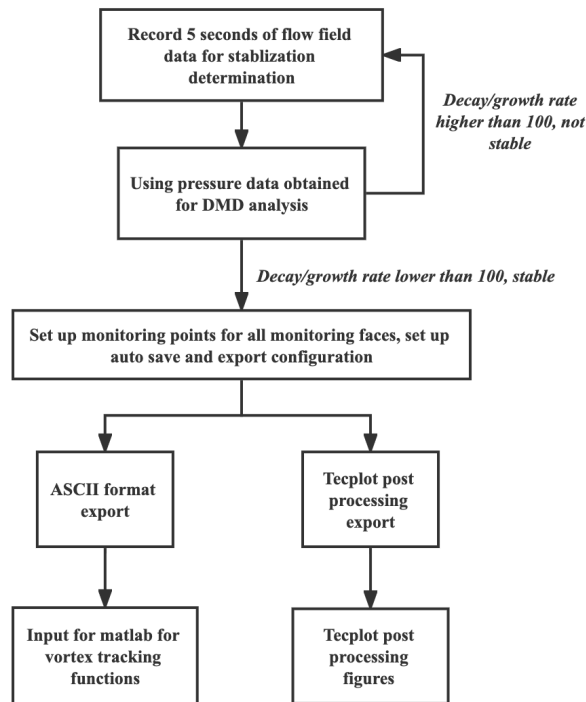 Record 5 seconds of flow field
data for stablization
determination
Decay/growth rate
higher than 100, not
stable
Using pressure data obtained
for DMD analysis
Decay/growth rate lower than 100, stable
Set up monitoring points for all monitoring faces, set up
auto save and export configuration
ASCII format
export
Tecplot post
processing
export
Input for matlab for
vortex tracking
functions
Tecplot post
processing
figures